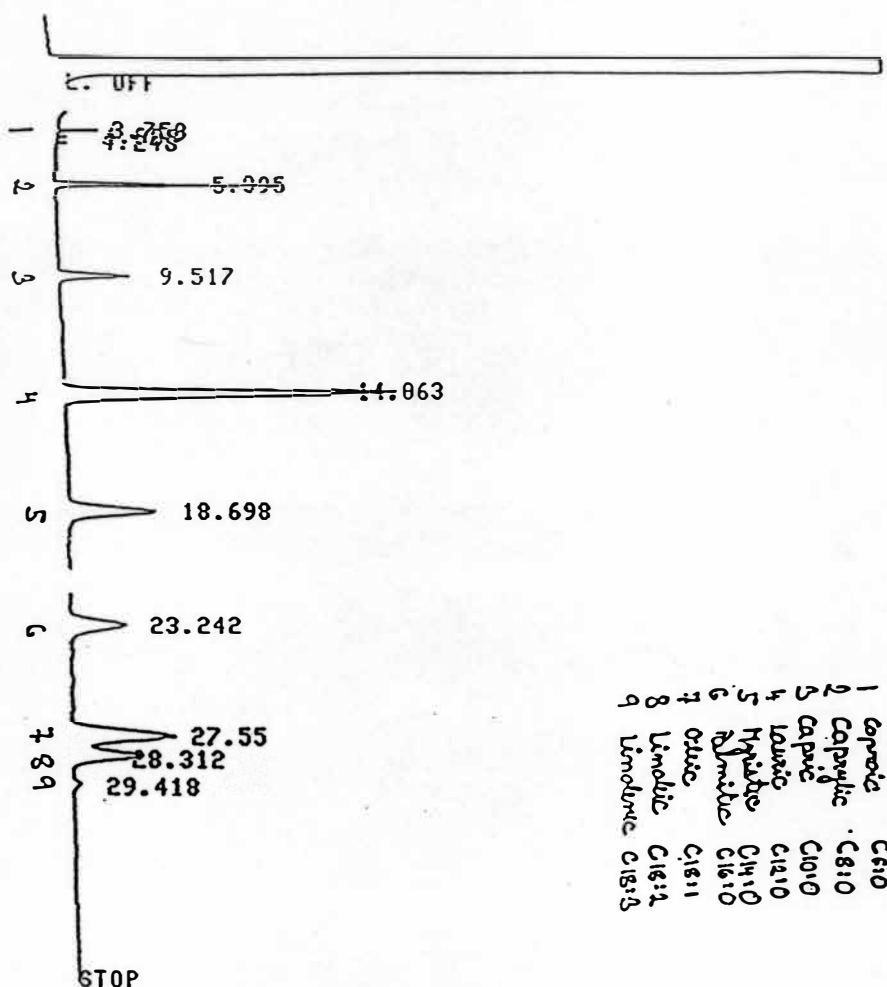 OFF
1
4.248
2
5.995
3
9.517
4
14.063
5
18.698
6
23.242
7 8 9
27.55
28.312
29.418
STOP
1 Caproic C6:0
2 Caprylic C8:0
3 Capric C10:0
4 Lauric C12:0
5 Myristic C14:0
6 Palmitic C16:0
7 Oleic C18:1
8 Linoleic C18:2
9 Linolenic C18:3